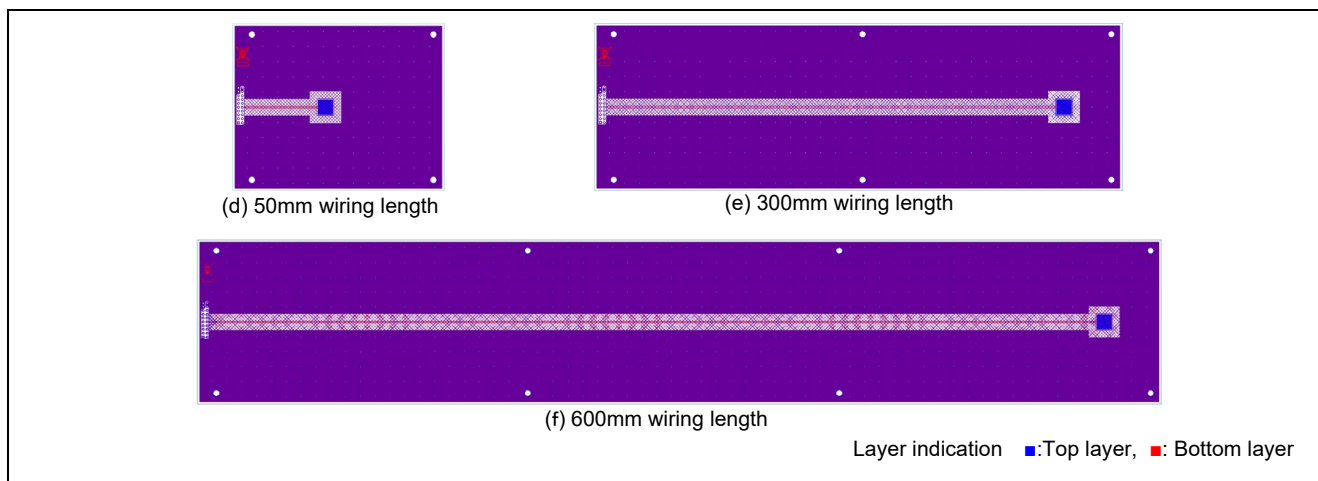 (d) 50mm wiring length
(e) 300mm wiring length
(f) 600mm wiring length
Layer indication ■:Top layer, ■: Bottom layer